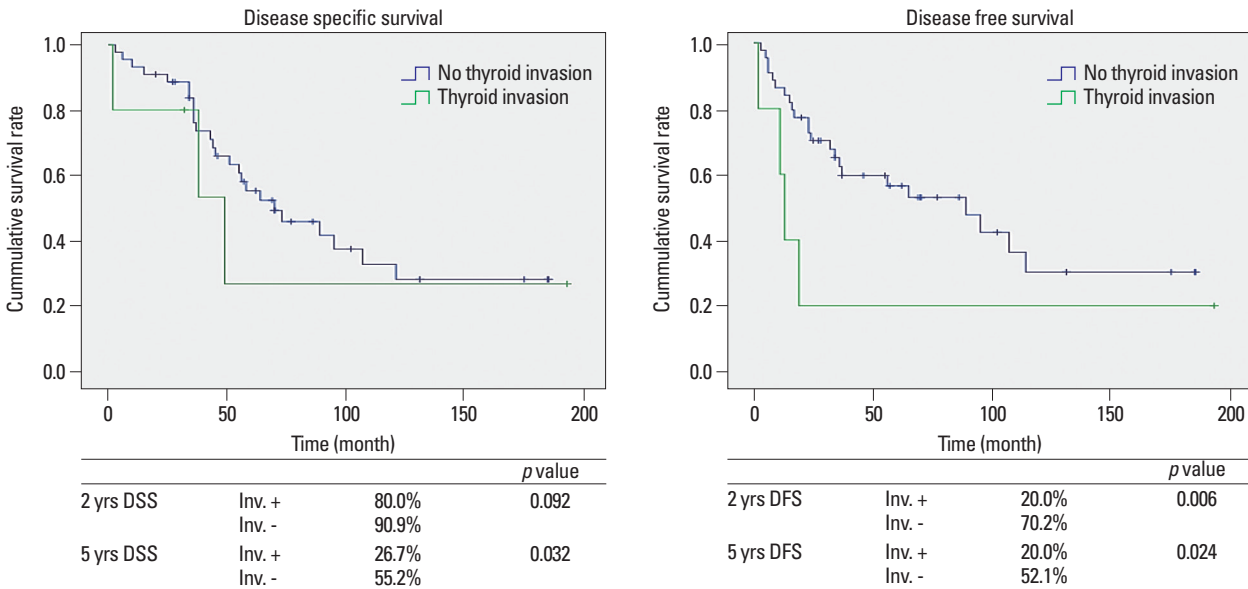 Disease specific survival
Cummulative survival rate
1.0
0.8
0.6
0.4
0.2
0.0
No thyroid invasion
Thyroid invasion
0 50 100 150 200
Time (month)
p value
2 yrs DSS Inv. + 80.0% 0.092
Inv. - 90.9%
5 yrs DSS Inv. + 26.7% 0.032
Inv. - 55.2%
Disease free survival
Cummulative survival rate
1.0
0.8
0.6
0.4
0.2
0.0
No thyroid invasion
Thyroid invasion
0 50 100 150 200
Time (month)
p value
2 yrs DFS Inv. + 20.0% 0.006
Inv. - 70.2%
5 yrs DFS Inv. + 20.0% 0.024
Inv. - 52.1%